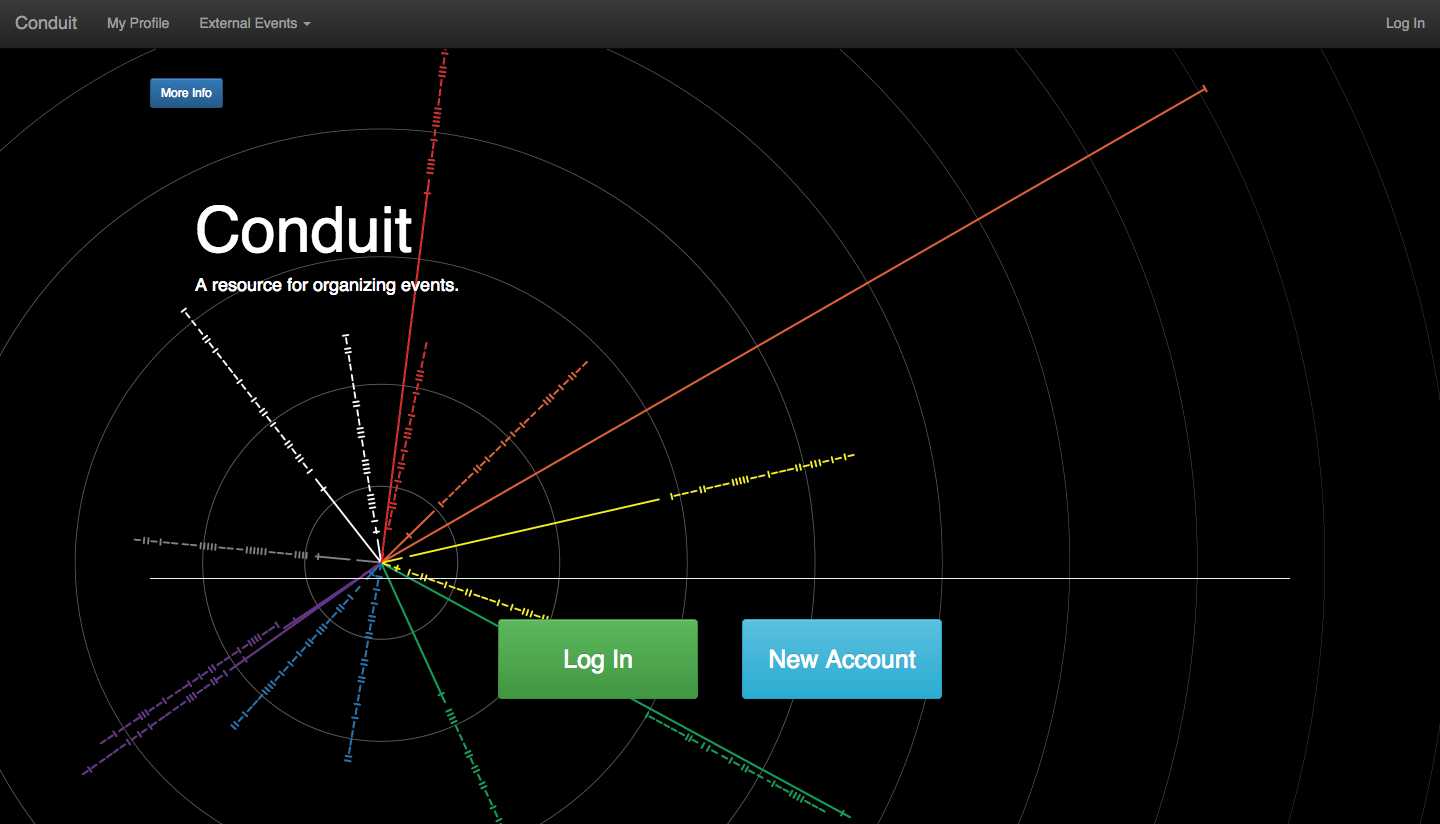 Conduit
My Profile
External Events
Log In
More Info
Conduit
A resource for organizing events.
Log In
New Account